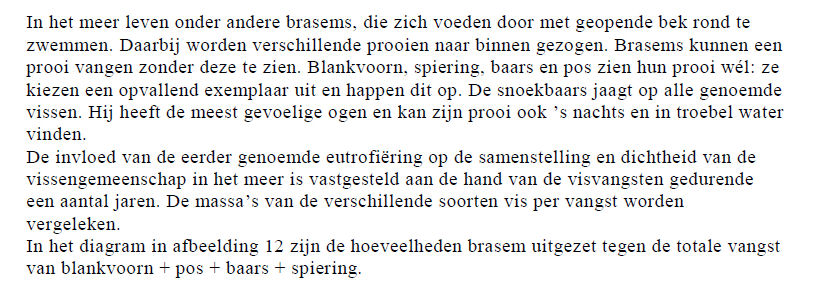 In het meer leven onder andere brasems, die zich voeden door met geopende bek rond te
zwemmen. Daarbij worden verschillende prooien naar binnen gezogen. Brasems kunnen een
prooi vangen zonder deze te zien. Blankvoorn, spiering, baars en pos zien hun prooi wél: ze
kiezen een opvallend exemplaar uit en happen dit op. De snoekbaars jaagt op alle genoemde
vissen. Hij heeft de meest gevoelige ogen en kan zijn prooi ook 's nachts en in troebel water
vinden.
De invloed van de eerder genoemde eutrofiëring op de samenstelling en dichtheid van de
vissengemeenschap in het meer is vastgesteld aan de hand van de visvangsten gedurende
een aantal jaren. De massa's van de verschillende soorten vis per vangst worden
vergeleken.
In het diagram in afbeelding 12 zijn de hoeveelheden brasem uitgezet tegen de totale vangst
van blankvoorn + pos + baars + spiering.